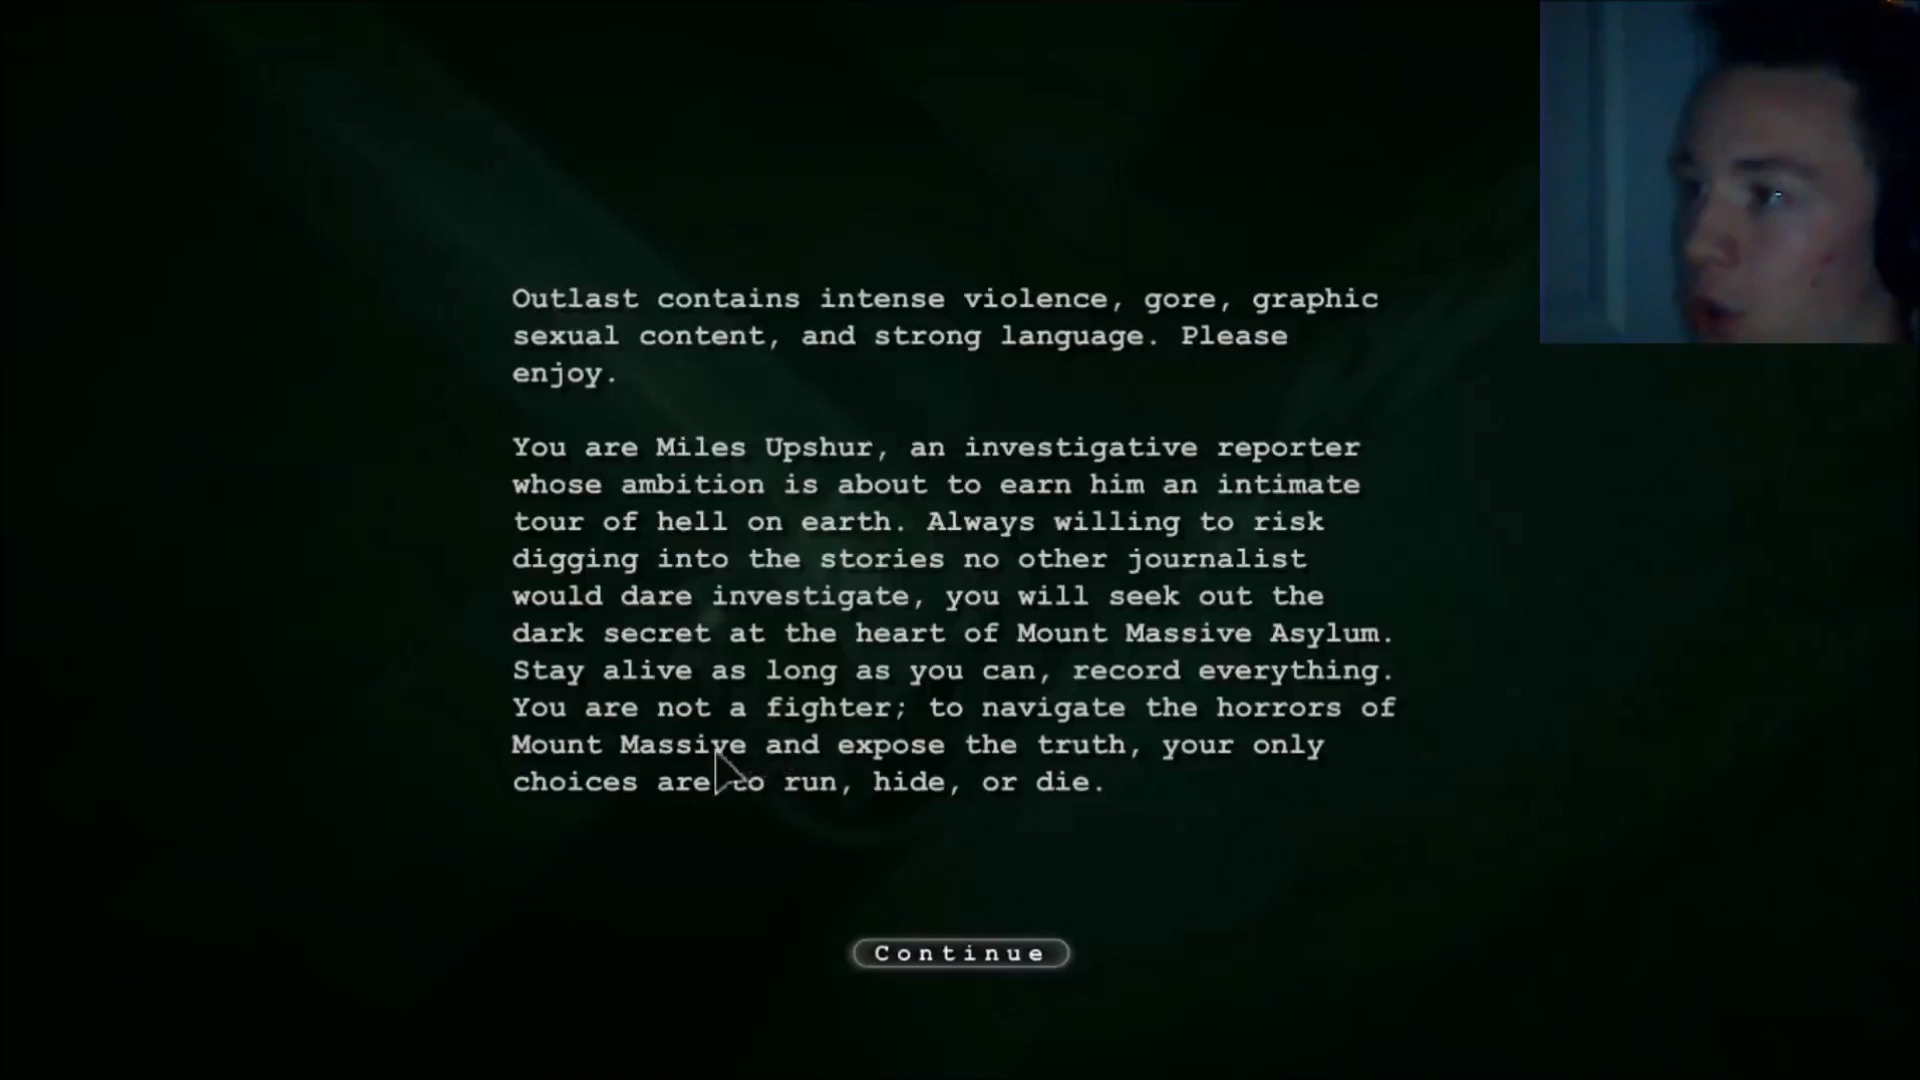 Outlast contains intense violence, gore, graphic
sexual content, and strong language. Please
enjoy.
You are Miles Upshur, an investigative reporter
whose ambition is about to earn him an intimate
tour of hell on earth. Always willing to risk
digging into the stories no other journalist
would dare investigate, you will seek out the
dark secret at the heart of Mount Massive Asylum.
Stay alive as long as you can, record everything.
You are not a fighter; to navigate the horrors of
Mount Massive and expose the truth, your only
choices are to run, hide, or die.
Continue